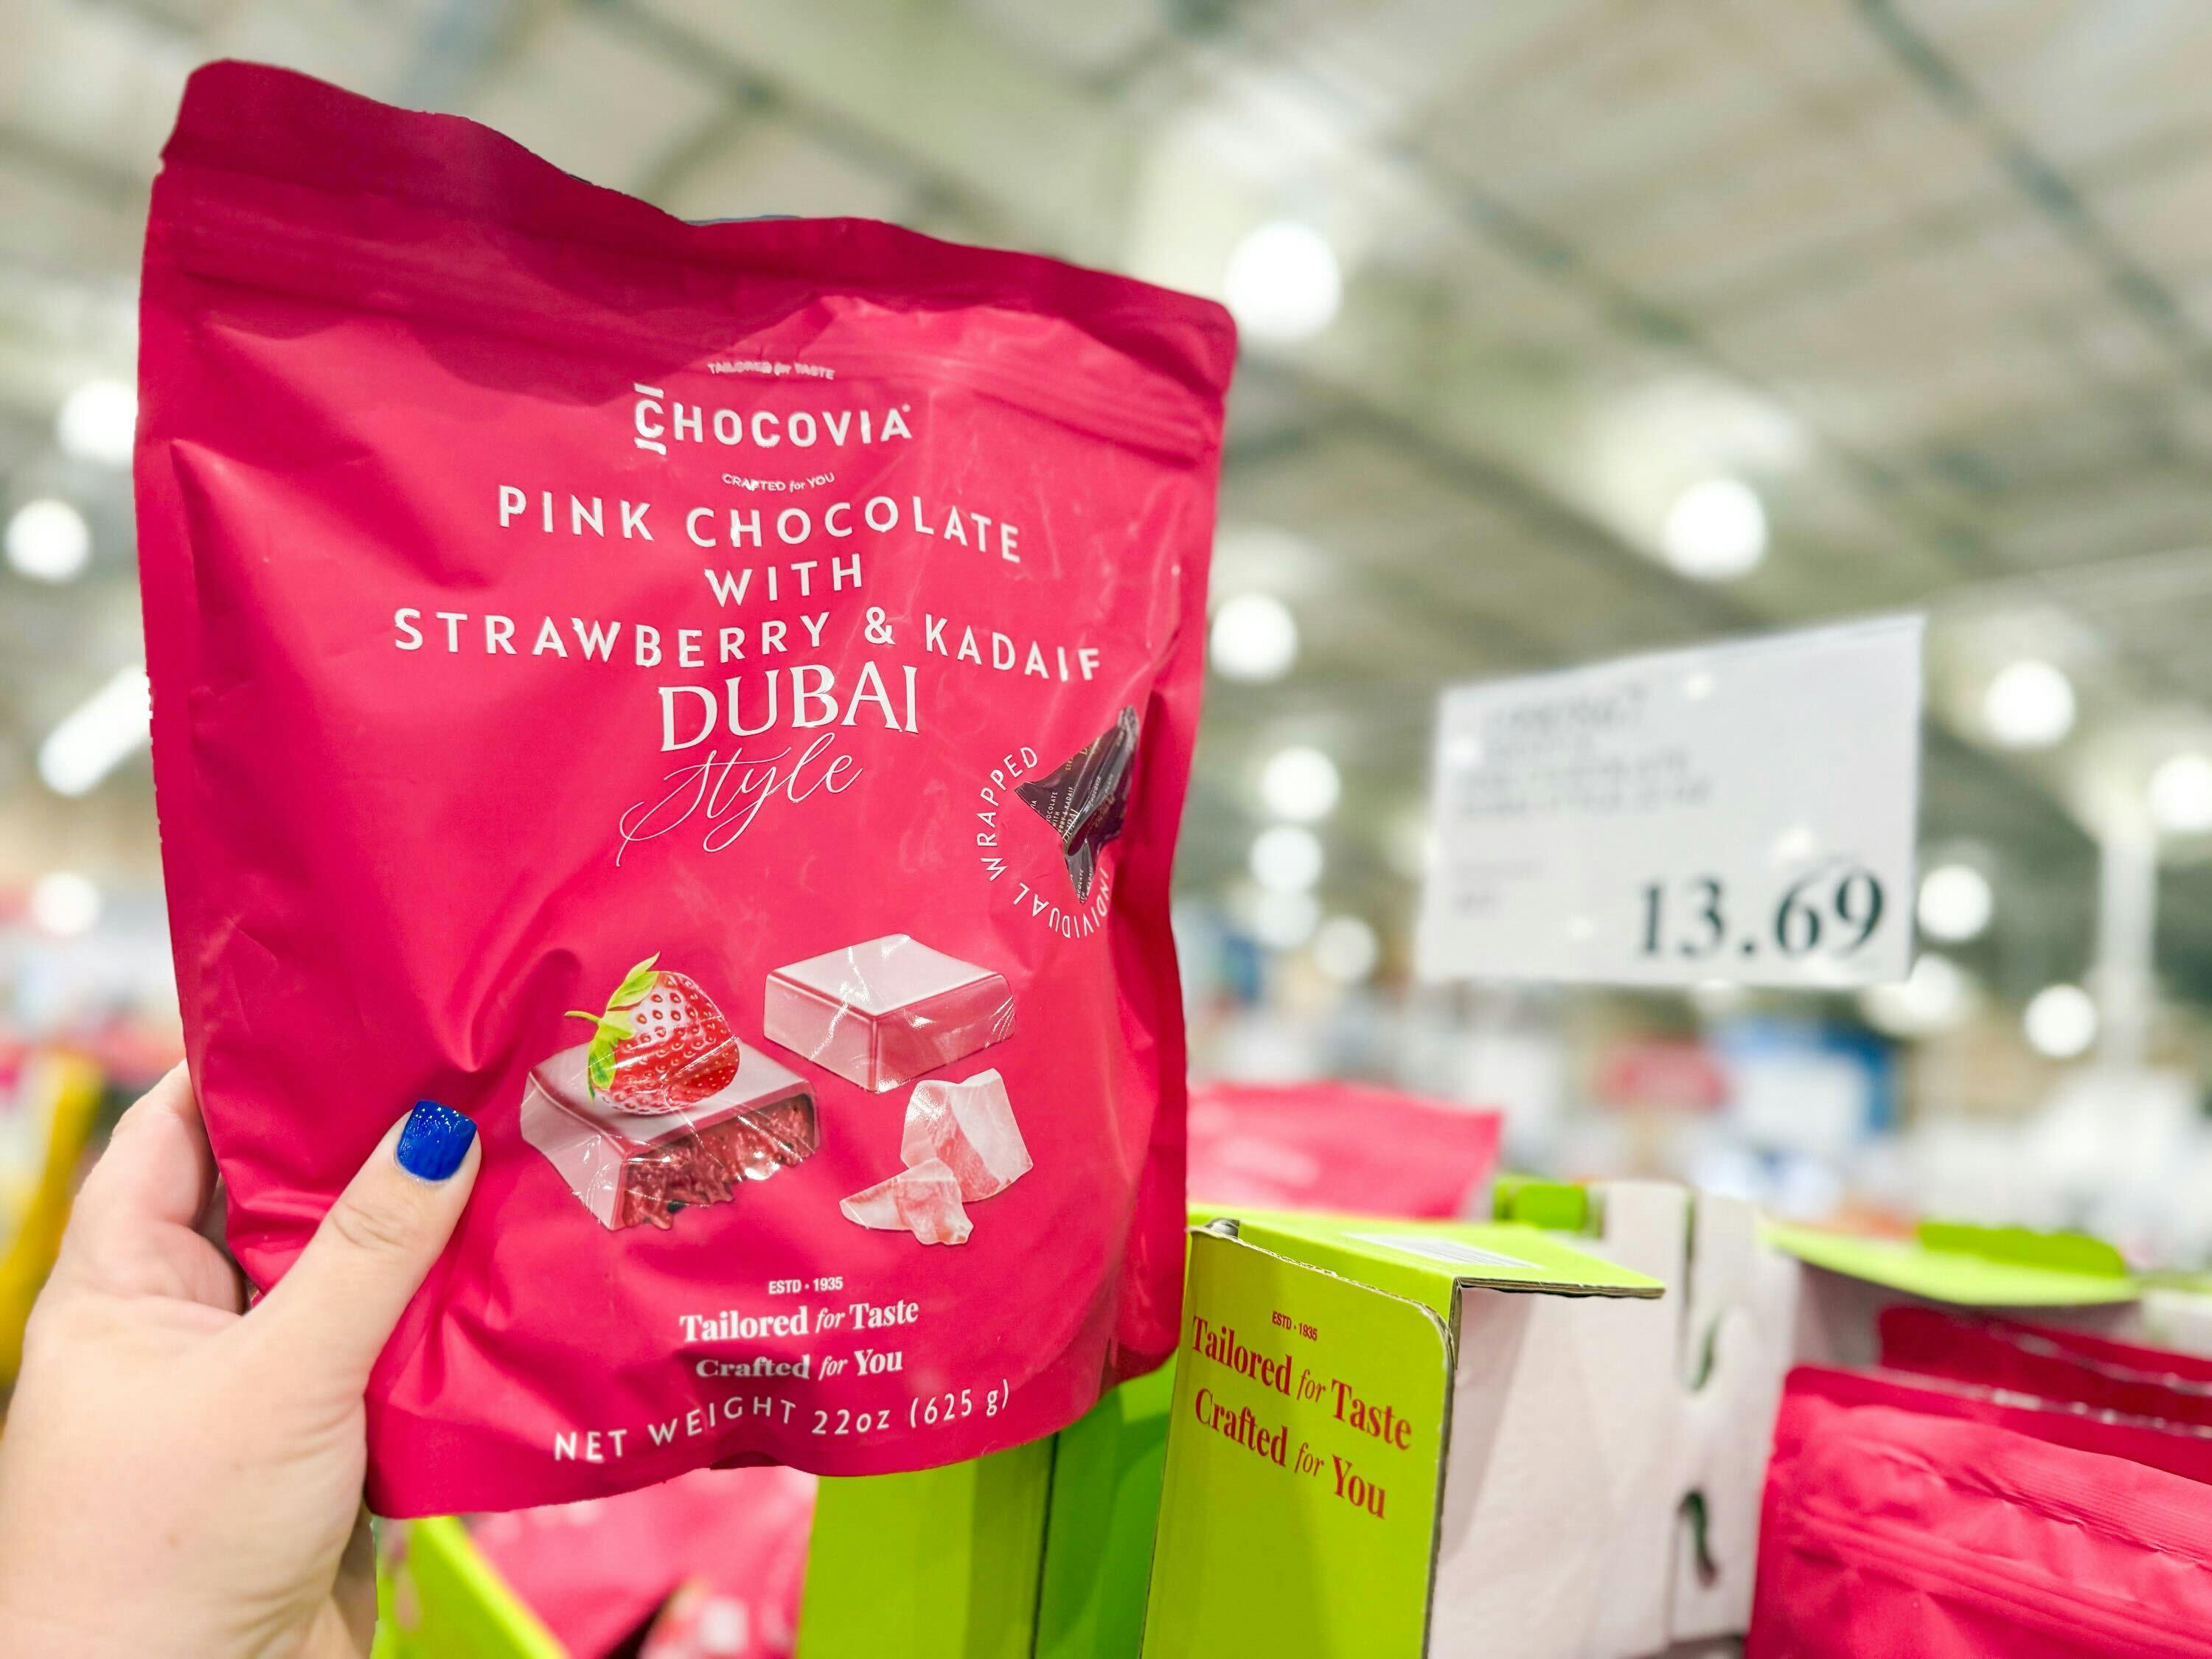 TAILORED for TASTE
CHOCOVIA
CRAFTED for YOU
PINK CHOCOLATE
WITH
STRAWBERRY & KADAIF
DUBAI
Style
INDIVIDUAL WRAPPED
ESTD • 1935
Tailored for Taste
Crafted for You
NET WEIGHT 22oz (625 g)
13.69
ESTD • 1935
Tailored for Taste
Crafted for You